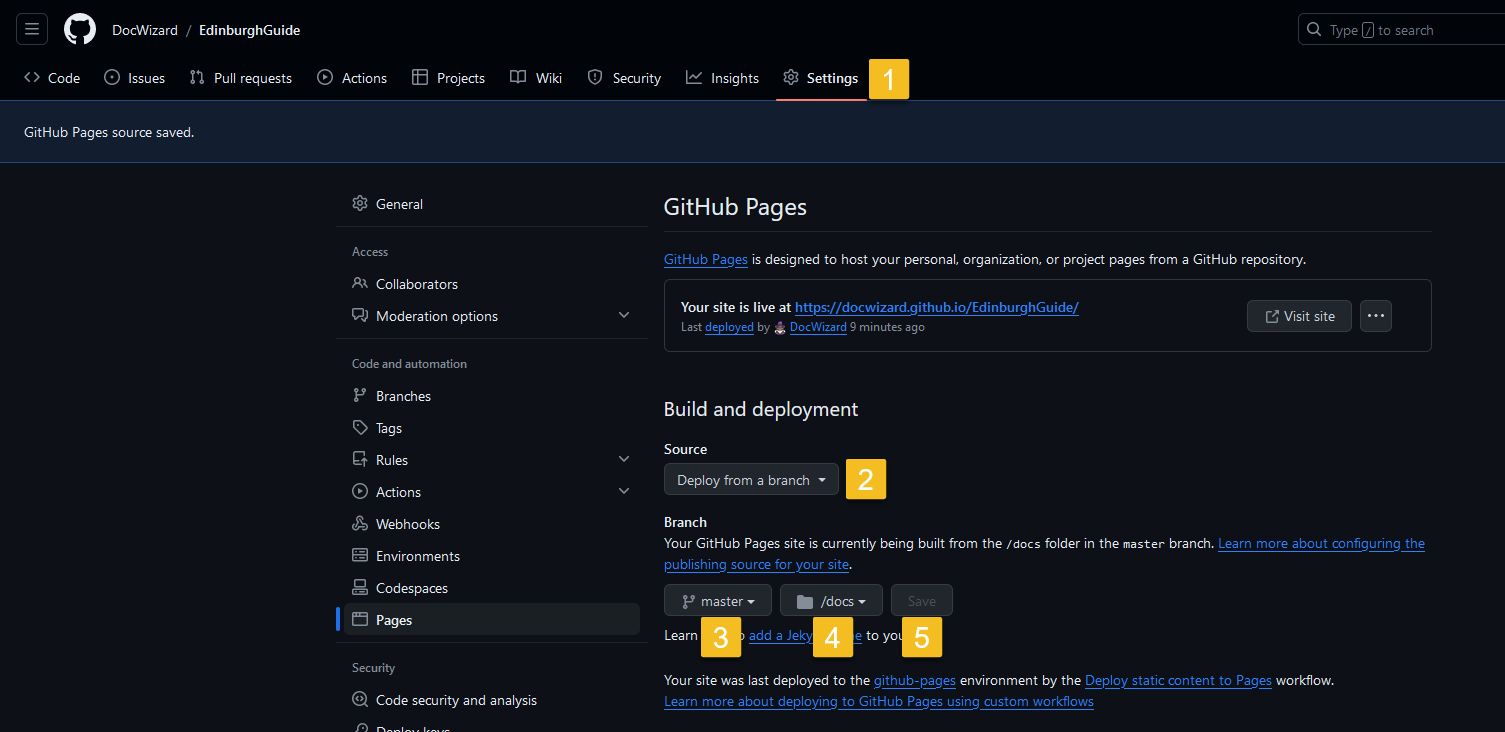 DocWizard / EdinburghGuide
Type / to search
Code Issues Pull requests Actions Projects Wiki Security Insights Settings 1
GitHub Pages source saved.
General
Access
Collaborators
Moderation options
Code and automation
Branches
Tags
Rules
Actions
Webhooks
Environments
Codespaces
Pages
Security
Code security and analysis
Deploy keys
GitHub Pages
GitHub Pages is designed to host your personal, organization, or project pages from a GitHub repository.
Your site is live at https://docwizard.github.io/EdinburghGuide/
Last deployed by DocWizard 9 minutes ago
Visit site
Build and deployment
Source
Deploy from a branch 2
Branch
Your GitHub Pages site is currently being built from the /docs folder in the master branch. Learn more about configuring the
publishing source for your site.
master /docs Save
Learn 3 add a 4 to 5
Your site was last deployed to the github-pages environment by the Deploy static content to Pages workflow.
Learn more about deploying to GitHub Pages using custom workflows